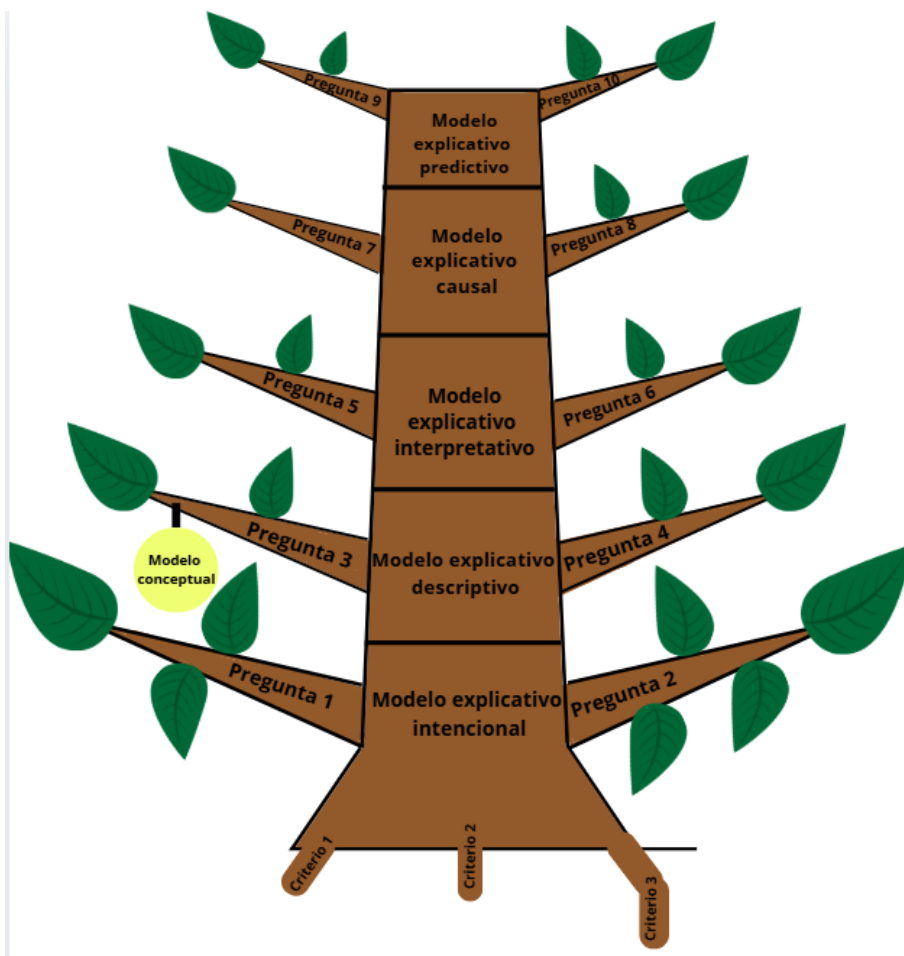 Pregunta 9
Pregunta 10
Modelo
explicativo
predictivo
Pregunta 7
Modelo
explicativo
causal
Pregunta 8
Pregunta 5
Modelo
explicativo
interpretativo
Pregunta 6
Pregunta 3
Modelo
conceptual
Modelo explicativo
descriptivo
Pregunta 4
Pregunta 1
Modelo explicativo
intencional
Pregunta 2
Criterio 1
Criterio 2
Criterio 3